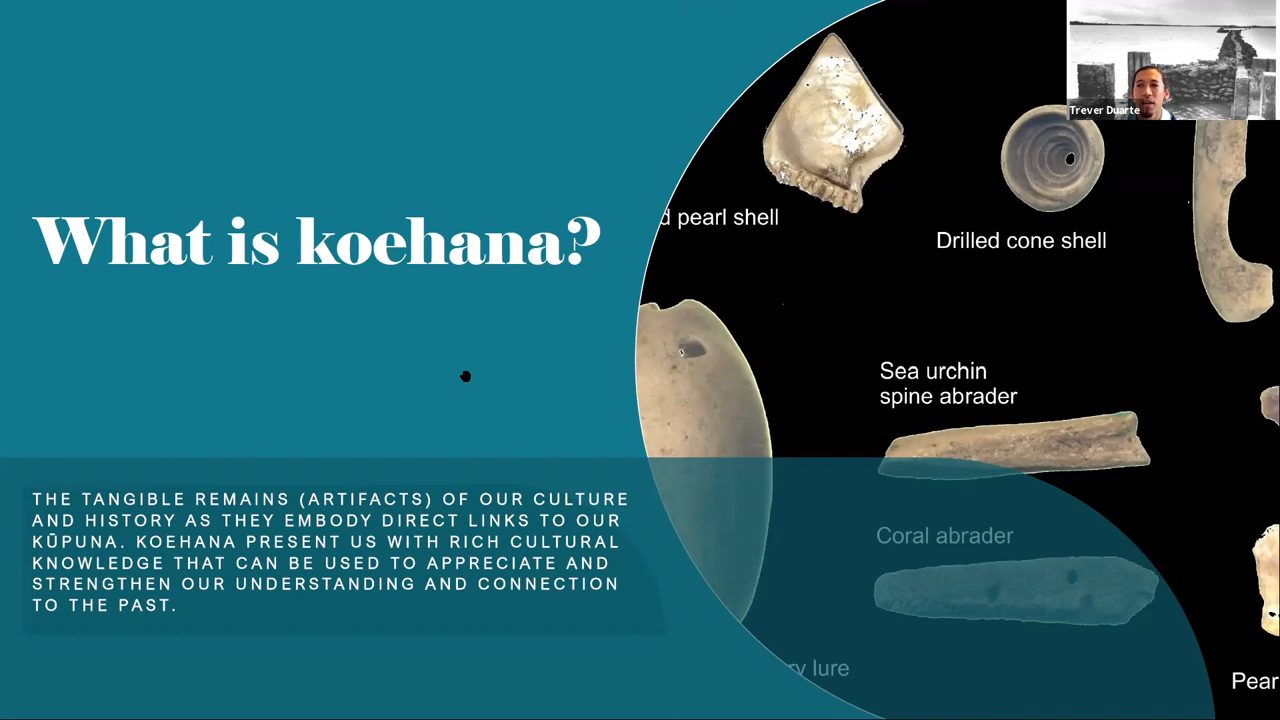 What is koehana?
THE TANGIBLE REMAINS (ARTIFACTS) OF OUR CULTURE
AND HISTORY AS THEY EMBODY DIRECT LINKS TO OUR
KŪPUNA. KOEHANA PRESENT US WITH RICH CULTURAL
KNOWLEDGE THAT CAN BE USED TO APPRECIATE AND
STRENGTHEN OUR UNDERSTANDING AND CONNECTION
TO THE PAST.
Trever Duarte
pearl shell
Drilled cone shell
Sea urchin
spine abrader
Coral abrader
lure